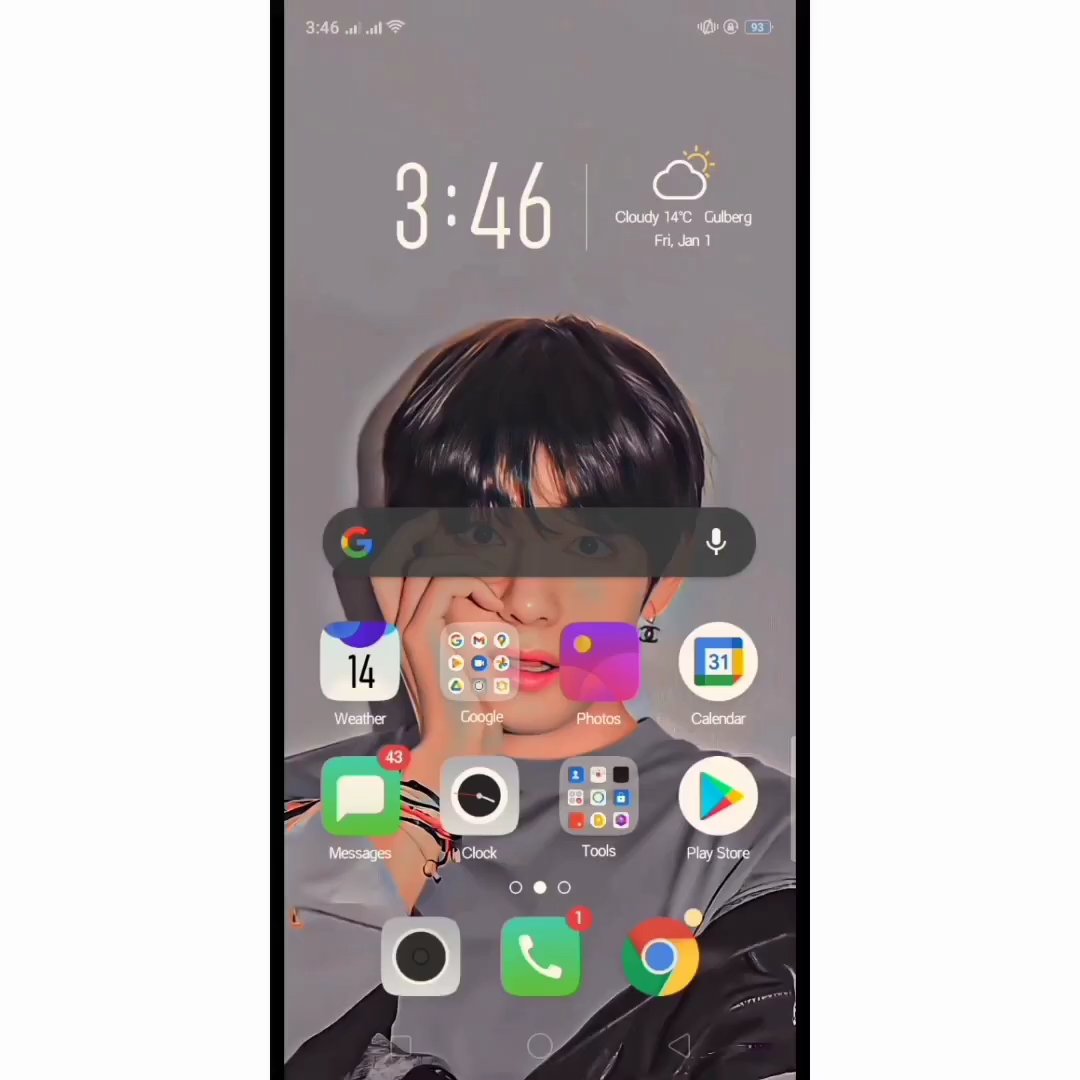 3:46
93
3:46
Cloudy 14°C Gulberg
Fri, Jan 1
14
31
Weather
Google
Photos
Calendar
43
Messages
Clock
Tools
Play Store
1